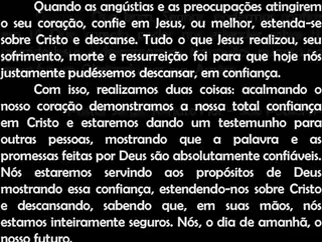 Quando as angústias e as preocupações atingirem
o seu coração, confie em Jesus, ou melhor, estenda-se
sobre Cristo e descanse. Tudo o que Jesus realizou, seu
sofrimento, morte e ressurreição foi para que hoje nós
justamente pudéssemos descansar, em confiança.
Com isso, realizamos duas coisas: acalmando o
nosso coração demonstramos a nossa total confiança
em Cristo e estaremos dando um testemunho para
outras pessoas, mostrando que a palavra e as
promessas feitas por Deus são absolutamente confiáveis.
Nós estaremos servindo aos propósitos de Deus
mostrando essa confiança, estendendo-nos sobre Cristo
e descansando, sabendo que, em suas mãos, nós
estamos inteiramente seguros. Nós, o dia de amanhã, o
nosso futuro.